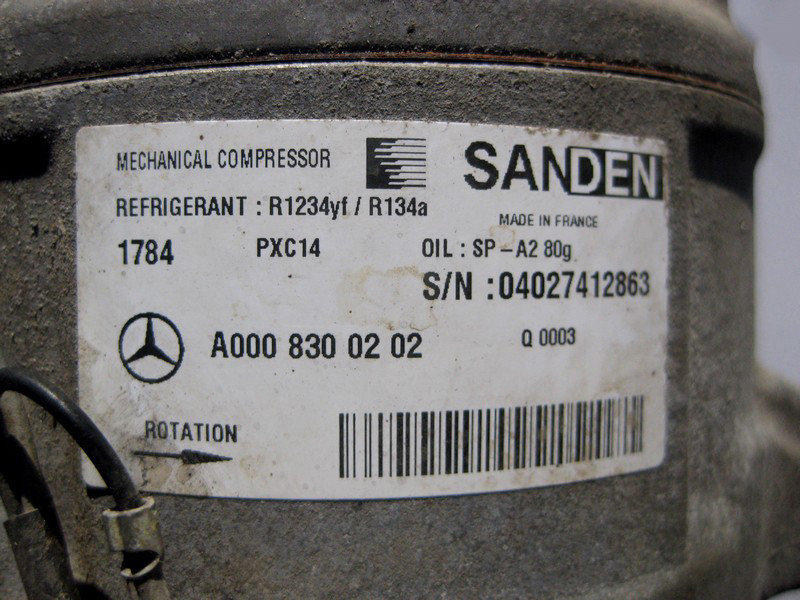 MECHANICAL COMPRESSOR
SANDEN
REFRIGERANT : R1234yf / R134a
MADE IN FRANCE
1784 PXC14 OIL : SP-A2 80g
S/N : 04027412863
A000 830 02 02 Q 0003
ROTATION